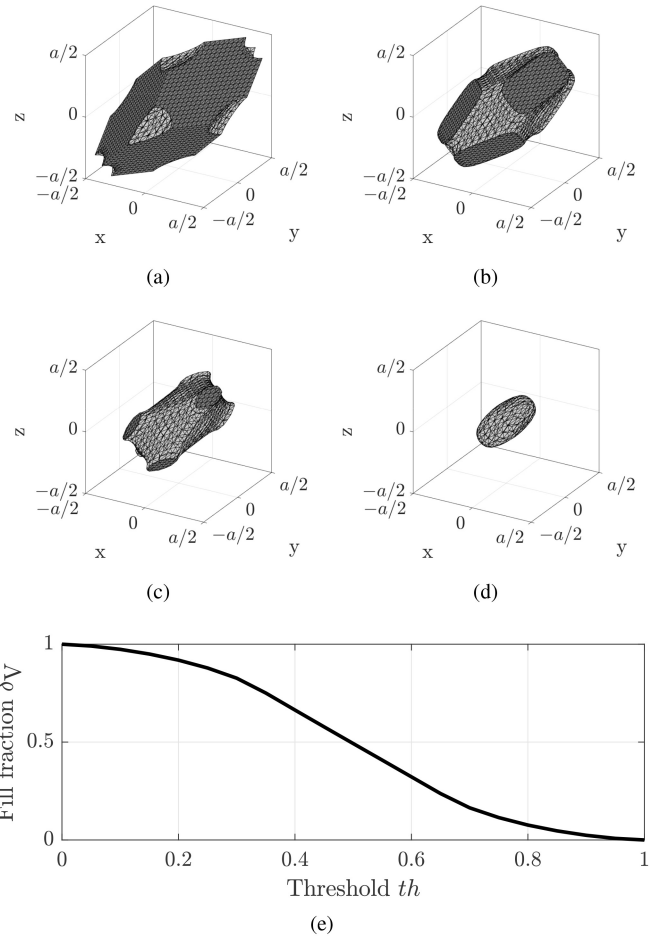 a/2
0
−a/2
−a/2
0
a/2
−a/2
0
a/2
z
x
y
(a)
a/2
0
−a/2
−a/2
0
a/2
−a/2
0
a/2
z
x
y
(b)
a/2
0
−a/2
−a/2
0
a/2
−a/2
0
a/2
z
x
y
(c)
a/2
0
−a/2
−a/2
0
a/2
−a/2
0
a/2
z
x
y
(d)
Fill fraction δV
1
0.5
0
0 0.2 0.4 0.6 0.8 1
Threshold th
(e)